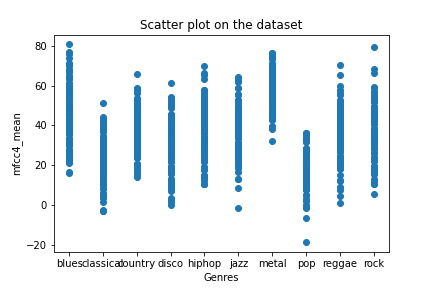 Scatter plot on the dataset
80
60
40
20
0
−20
mfcc4_mean
blues classical country disco hiphop jazz metal pop reggae rock
Genres